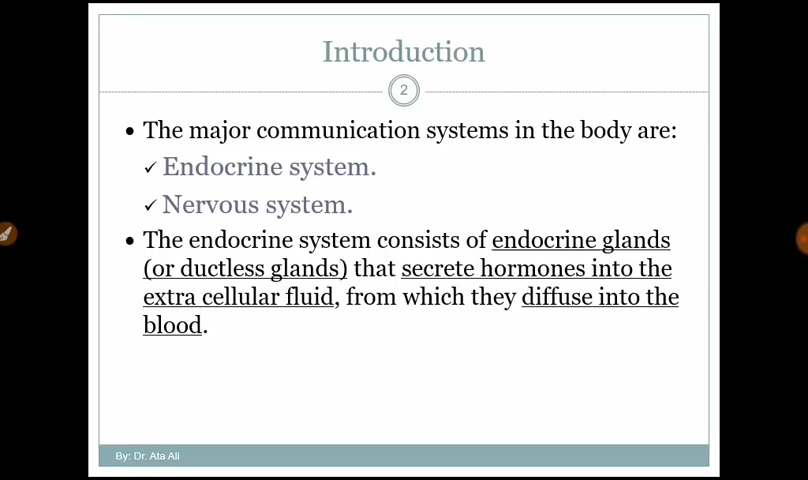 Introduction
2
• The major communication systems in the body are:
✓ Endocrine system.
✓ Nervous system.
• The endocrine system consists of endocrine glands
(or ductless glands) that secrete hormones into the
extra cellular fluid, from which they diffuse into the
blood.
By: Dr. Ata Ali